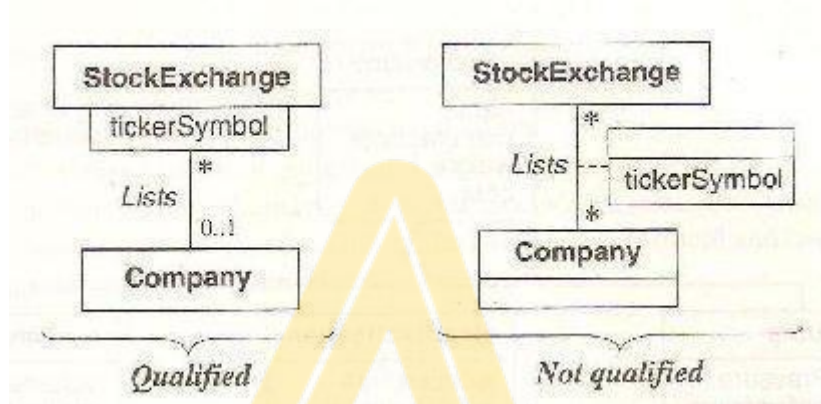 StockExchange
tickerSymbol
*
Lists
0..1
Company
Qualified
StockExchange
*
Lists
tickerSymbol
*
Company
Not qualified